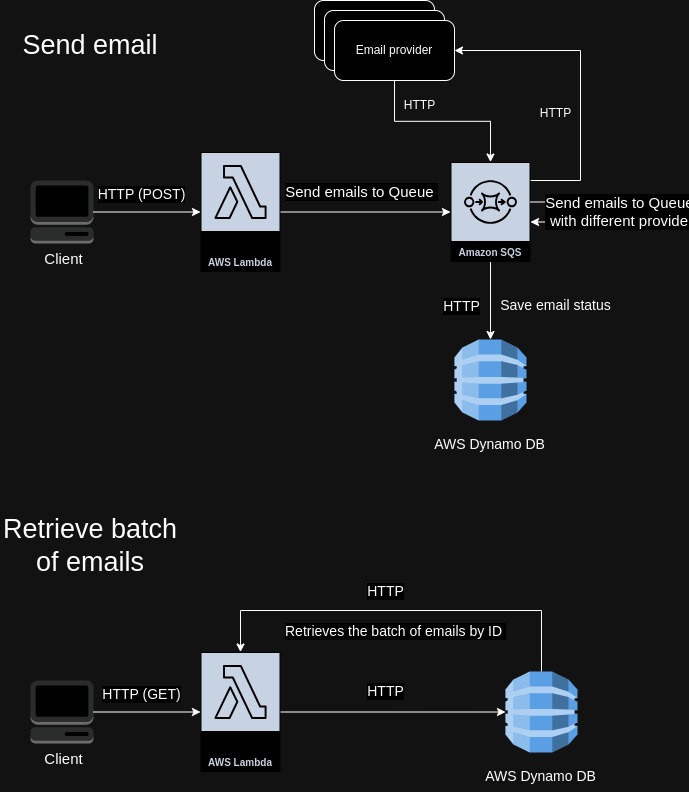 Send email
Email provider
HTTP
HTTP
HTTP (POST)
Send emails to Queue
Send emails to Queue
with different provide
AWS Lambda
Amazon SQS
Client
HTTP
Save email status
AWS Dynamo DB
Retrieve batch
of emails
HTTP
Retrieves the batch of emails by ID
HTTP (GET)
HTTP
AWS Lambda
Client
AWS Dynamo DB